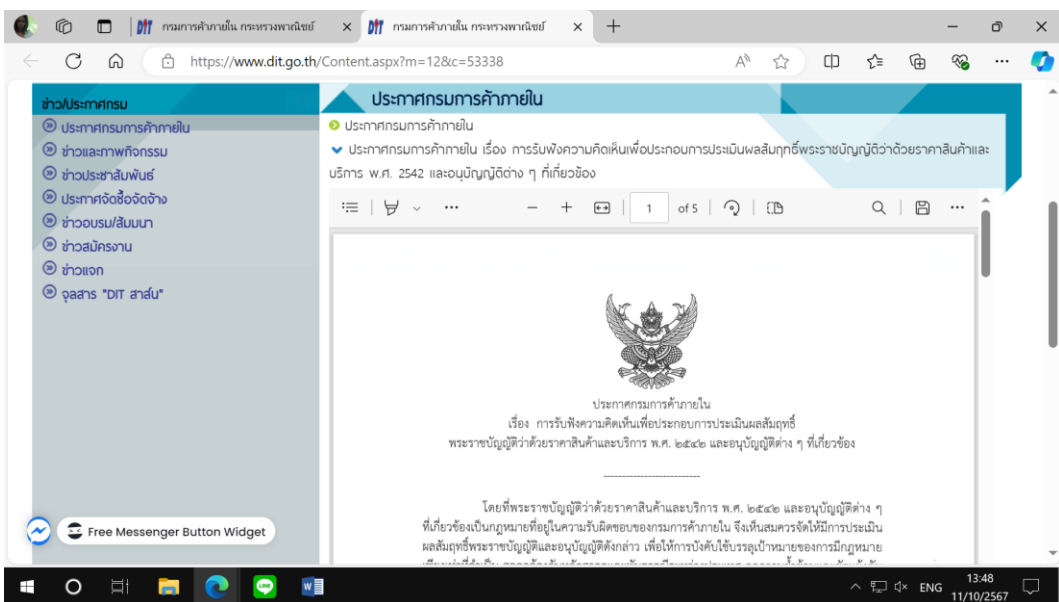 กรมการค้าภายใน กระทรวงพาณิชย์
กรมการค้าภายใน กระทรวงพาณิชย์
https://www.dit.go.th/Content.aspx?m=12&c=53338
ข่าว/ประกาศกรม
ประกาศกรมการค้าภายใน
ข่าวและภาพกิจกรรม
ข่าวประชาสัมพันธ์
ประกาศจัดซื้อจัดจ้าง
ข่าวอบรม/สัมมนา
ข่าวสมัครงาน
ข่าวแจก
จุลสาร "DIT สาส์น"
ประกาศกรมการค้าภายใน
ประกาศกรมการค้าภายใน
ประกาศกรมการค้าภายใน เรื่อง การรับฟังความคิดเห็นเพื่อประกอบการประเมินผลสัมฤทธิ์พระราชบัญญัติว่าด้วยราคาสินค้าและ
บริการ พ.ศ. 2542 และอนุบัญญัติต่าง ๆ ที่เกี่ยวข้อง
1 of 5
ประกาศกรมการค้าภายใน
เรื่อง การรับฟังความคิดเห็นเพื่อประกอบการประเมินผลสัมฤทธิ์
พระราชบัญญัติว่าด้วยราคาสินค้าและบริการ พ.ศ. ๒๕๔๒ และอนุบัญญัติต่าง ๆ ที่เกี่ยวข้อง
--------------------------
โดยที่พระราชบัญญัติว่าด้วยราคาสินค้าและบริการ พ.ศ. ๒๕๔๒ และอนุบัญญัติต่าง ๆ
ที่เกี่ยวข้องเป็นกฎหมายที่อยู่ในความรับผิดชอบของกรมการค้าภายใน จึงเห็นสมควรจัดให้มีการประเมิน
ผลสัมฤทธิ์พระราชบัญญัติและอนุบัญญัติดังกล่าว เพื่อให้การบังคับใช้บรรลุเป้าหมายของการมีกฎหมาย
Free Messenger Button Widget
ENG
13:48
11/10/2567